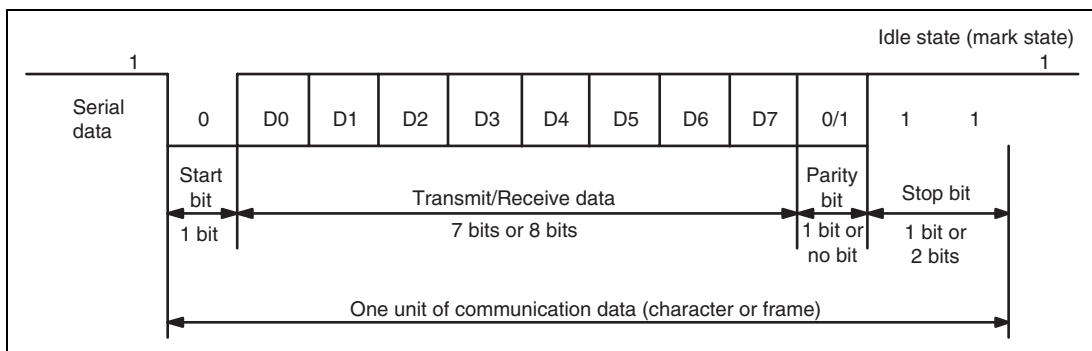 Idle state (mark state)
1 1
Serial
data
0 D0 D1 D2 D3 D4 D5 D6 D7 0/1 1 1
Start
bit
1 bit
Transmit/Receive data
7 bits or 8 bits
Parity
bit
1 bit or
no bit
Stop bit
1 bit or
2 bits
One unit of communication data (character or frame)